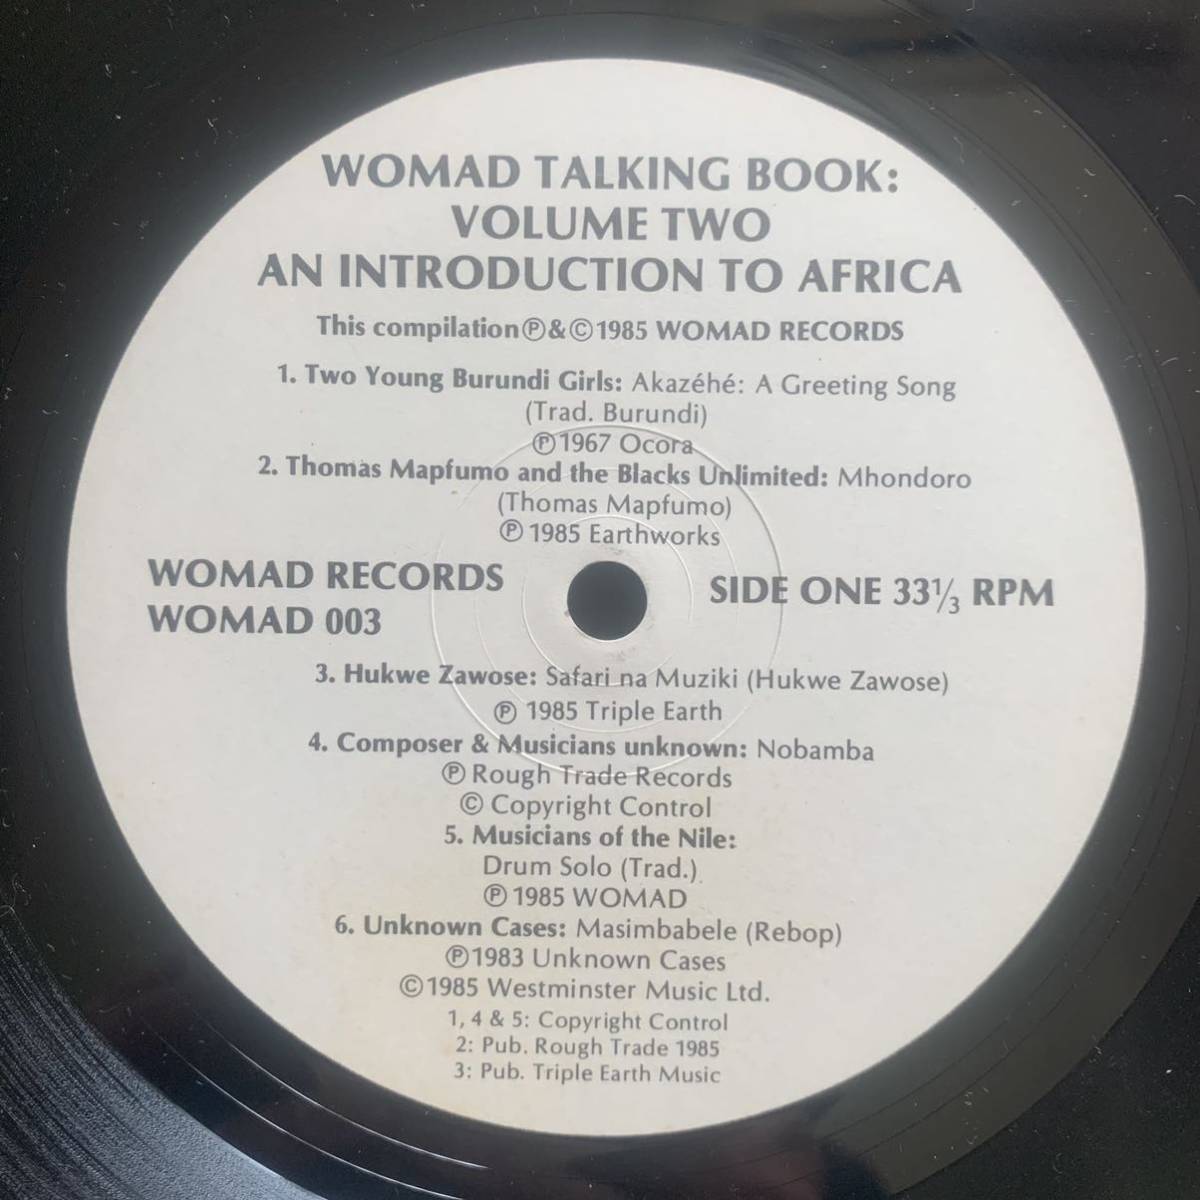 WOMAD TALKING BOOK:
VOLUME TWO
AN INTRODUCTION TO AFRICA
This compilation℗&©1985 WOMAD RECORDS
1. Two Young Burundi Girls: Akazéhé: A Greeting Song
(Trad. Burundi)
℗1967 Ocora
2. Thomas Mapfumo and the Blacks Unlimited: Mhondoro
(Thomas Mapfumo)
℗ 1985 Earthworks
WOMAD RECORDS
WOMAD 003
SIDE ONE 33⅓ RPM
3. Hukwe Zawose: Safari na Muziki (Hukwe Zawose)
℗ 1985 Triple Earth
4. Composer & Musicians unknown: Nobamba
℗ Rough Trade Records
© Copyright Control
5. Musicians of the Nile:
Drum Solo (Trad.)
℗ 1985 WOMAD
6. Unknown Cases: Masimbabele (Rebop)
℗1983 Unknown Cases
©1985 Westminster Music Ltd.
1, 4 & 5: Copyright Control
2: Pub. Rough Trade 1985
3: Pub. Triple Earth Music